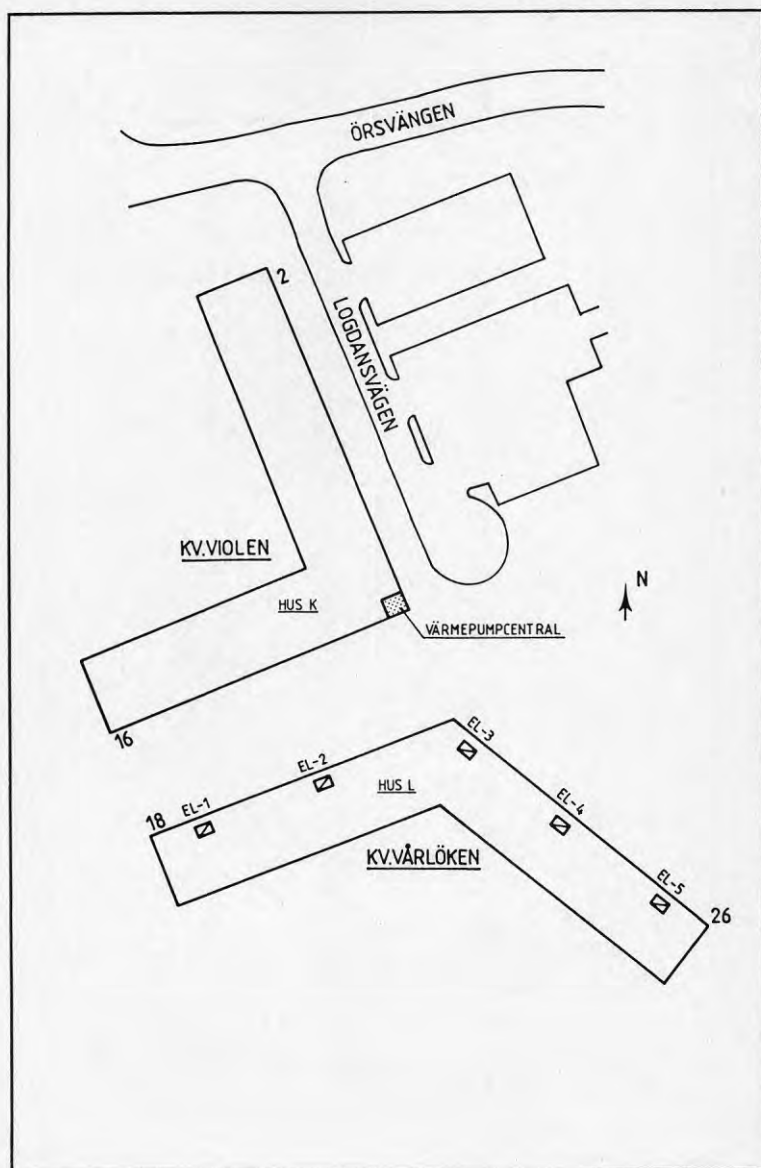 ÖRSVÄNGEN
2
LOGDANSVÄGEN
KV.VIOLEN
HUS K
N
VÄRMEPUMPCENTRAL
16
EL-3
EL-2
18
EL-1
HUS L
EL-4
KV.VÅRLÖKEN
EL-5
26